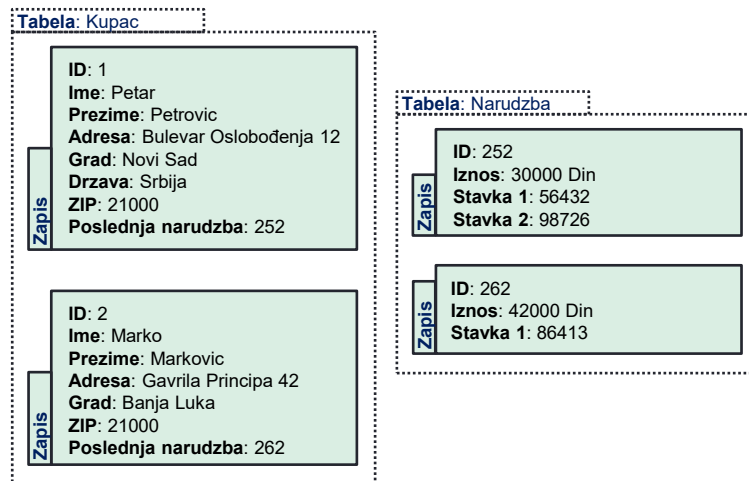 Tabela: Kupac
ID: 1
Ime: Petar
Prezime: Petrovic
Adresa: Bulevar Oslobođenja 12
Grad: Novi Sad
Drzava: Srbija
ZIP: 21000
Poslednja narudzba: 252
Zapis
ID: 2
Ime: Marko
Prezime: Markovic
Adresa: Gavrila Principa 42
Grad: Banja Luka
ZIP: 21000
Poslednja narudzba: 262
Zapis
Tabela: Narudzba
ID: 252
Iznos: 30000 Din
Stavka 1: 56432
Stavka 2: 98726
Zapis
ID: 262
Iznos: 42000 Din
Stavka 1: 86413
Zapis